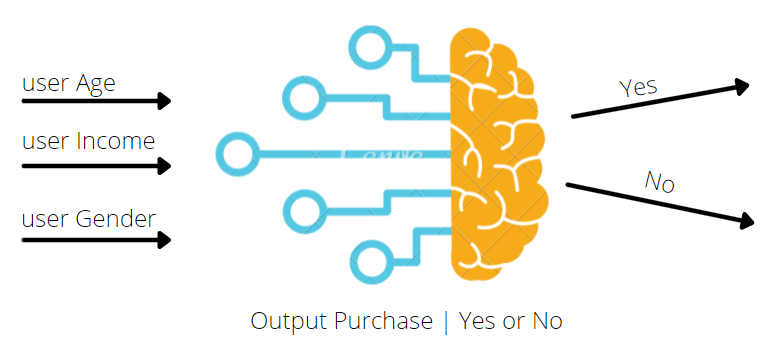 user Age
user Income
user Gender
Yes
No
Output Purchase | Yes or No